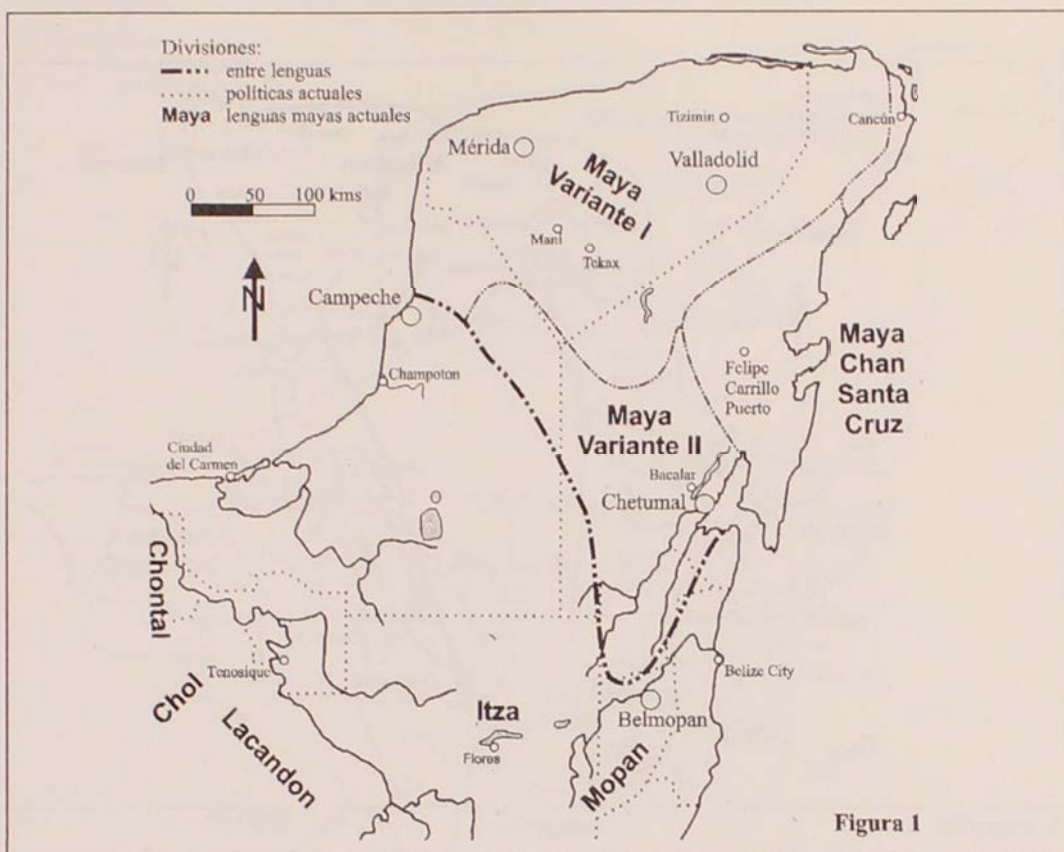 Divisiones:
entre lenguas
políticas actuales
Maya lenguas mayas actuales
0 50 100 kms
N
Mérida
Tizimin
Cancún
Valladolid
Maya
Variante I
Mani
Tekax
Campeche
Champoton
Felipe
Carrillo
Puerto
Maya
Chan
Santa
Cruz
Maya
Variante II
Ciudad
del Carmen
Bacalar
Chetumal
Chontal
Tenosique
Chol
Lacandon
Itza
Flores
Belize City
Belmopan
Mopan
Figura 1